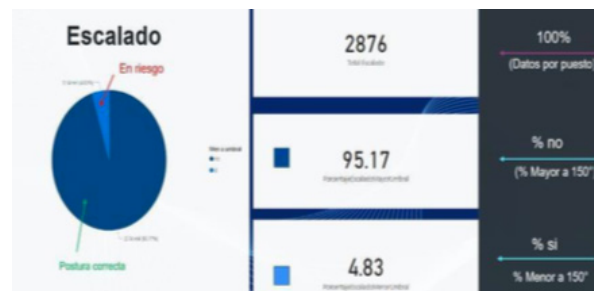 Escalado
En riesgo
Postura correcta
2876
Total Escalado
95.17
4.83
100%
(Datos por puesto)
% no
(% Mayor a 150°)
% si
% Menor a 150°